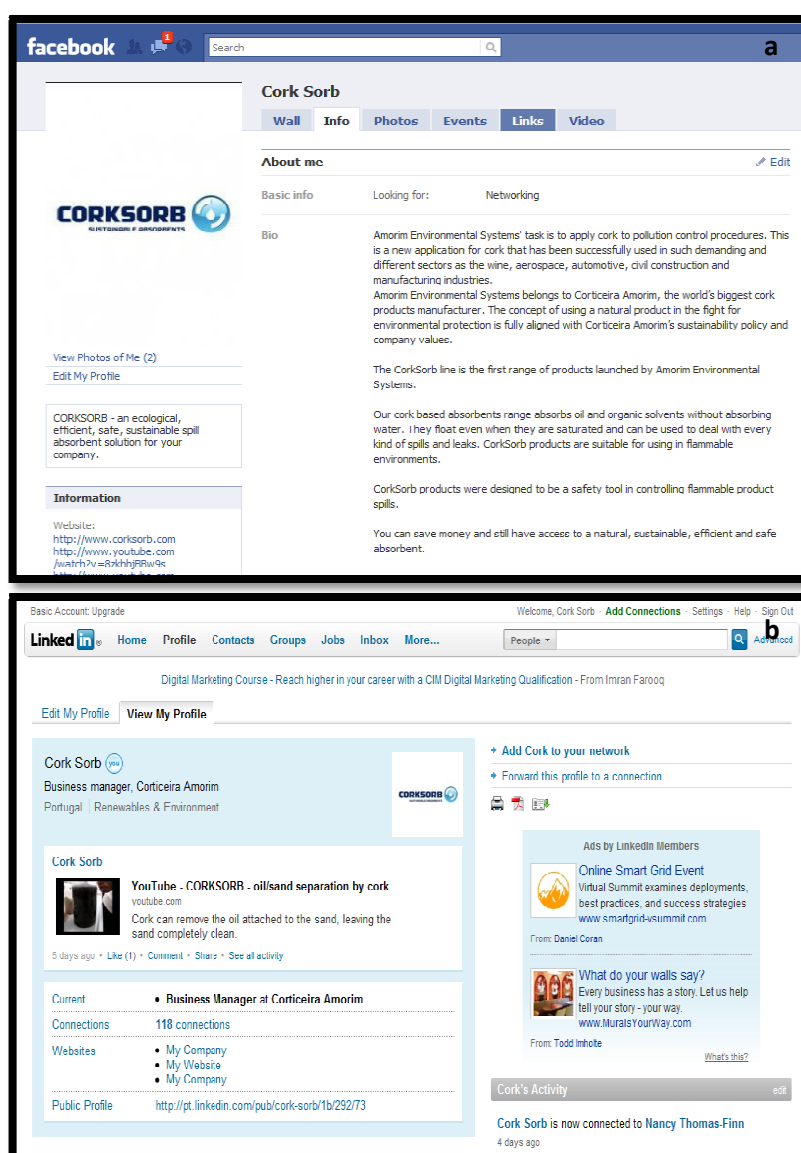 facebook
1
Search
a
Cork Sorb
Wall Info Photos Events Links Video
About me
Edit
Basic info Looking for: Networking
CORKSORB
SUSTAINABLE ABSORBENTS
Bio
Amorim Environmental Systems' task is to apply cork to pollution control procedures. This
is a new application for cork that has been successfully used in such demanding and
different sectors as the wine, aerospace, automotive, civil construction and
manufacturing industries.
Amorim Environmental Systems belongs to Corticeira Amorim, the world's biggest cork
products manufacturer. The concept of using a natural product in the fight for
environmental protection is fully aligned with Corticeira Amorim's sustainability policy and
company values.
The CorkSorb line is the first range of products launched by Amorim Environmental
Systems.
Our cork based absorbents range absorbs oil and organic solvents without absorbing
water. They float even when they are saturated and can be used to deal with every
kind of spills and leaks. CorkSorb products are suitable for using in flammable
environments.
CorkSorb products were designed to be a safety tool in controlling flammable product
spills.
You can save money and still have access to a natural, sustainable, efficient and safe
absorbent.
View Photos of Me (2)
Edit My Profile
CORKSORB - an ecological,
efficient, safe, sustainable spill
absorbent solution for your
company.
Information
Website:
http://www.corksorb.com
http://www.youtube.com
Basic Account: Upgrade
Welcome, Cork Sorb · Add Connections · Settings · Help · Sign Out
b
Linked in ® Home Profile Contacts Groups Jobs Inbox More...
People
Advanced
Digital Marketing Course - Reach higher in your career with a CIM Digital Marketing Qualification - From Imran Farooq
Edit My Profile View My Profile
Cork Sorb you
Business manager, Corticeira Amorim
Portugal | Renewables & Environment
CORKSORB
Cork Sorb
YouTube - CORKSORB - oil/sand separation by cork
youtube.com
Cork can remove the oil attached to the sand, leaving the
sand completely clean.
5 days ago • Like (1) • Comment • Share • See all activity
Current • Business Manager at Corticeira Amorim
Connections 118 connections
Websites • My Company
• My Website
• My Company
Public Profile http://pt.linkedin.com/pub/cork-sorb/1b/292/73
Add Cork to your network
Forward this profile to a connection
Ads by LinkedIn Members
Online Smart Grid Event
Virtual Summit examines deployments,
best practices, and success strategies
www.smartgrid-vsummit.com
From: Daniel Coran
What do your walls say?
Every business has a story. Let us help
tell your story - your way.
www.MuralsYourWay.com
From: Todd Imholte
What's this?
Cork's Activity edit
Cork Sorb is now connected to Nancy Thomas-Finn
4 days ago